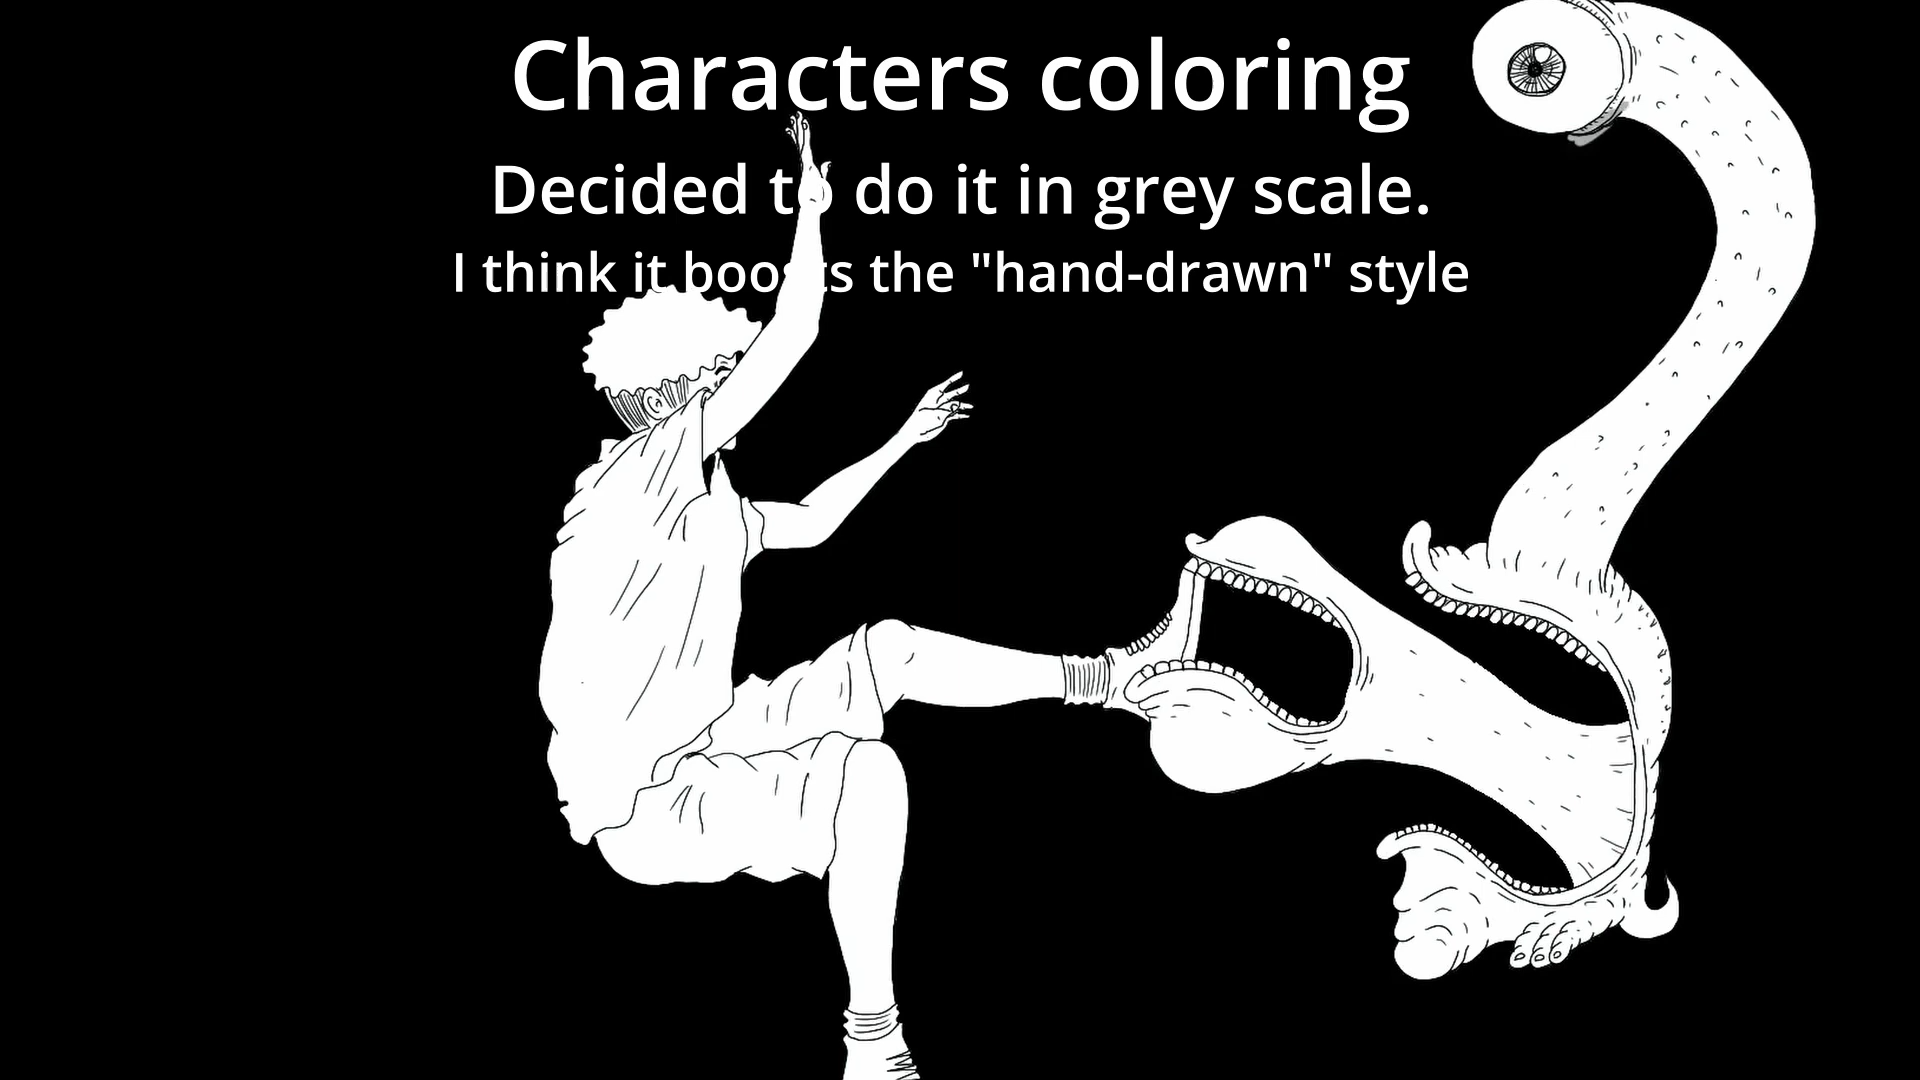 Characters coloring
Decided to do it in grey scale.
I think it boosts the "hand-drawn" style